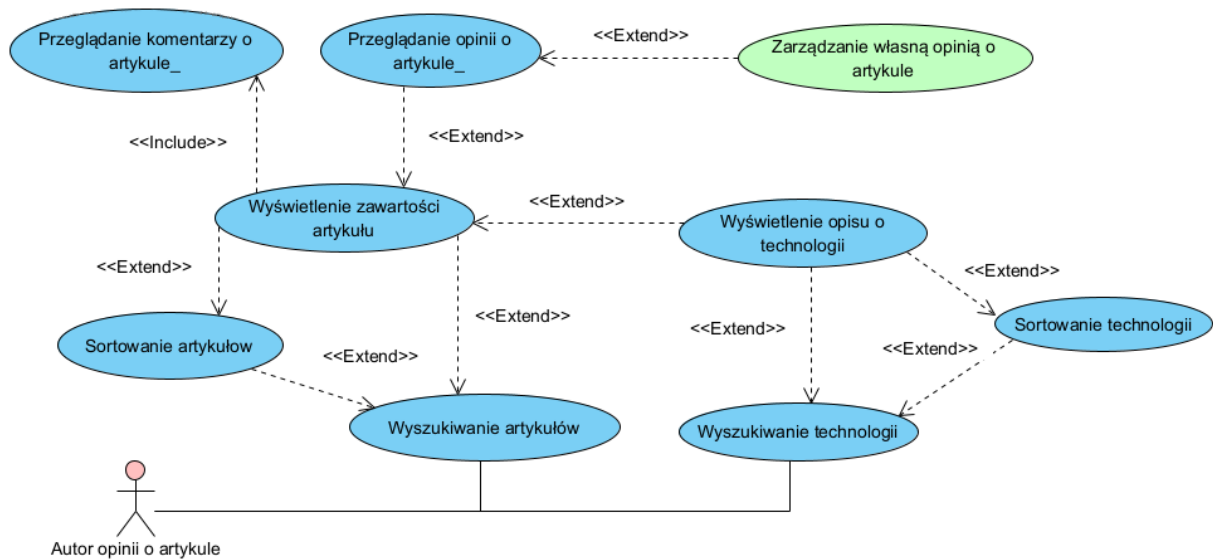 Przeglądanie komentarzy o
artykule_
Przeglądanie opinii o
artykule_
<<Extend>>
Zarządzanie własną opinią o
artykule
<<Include>>
<<Extend>>
Wyświetlenie zawartości
artykułu
<<Extend>>
Wyświetlenie opisu o
technologii
<<Extend>>
<<Extend>>
<<Extend>>
<<Extend>>
Sortowanie artykułow
<<Extend>>
<<Extend>>
Sortowanie technologii
Wyszukiwanie artykułów
Wyszukiwanie technologii
Autor opinii o artykule